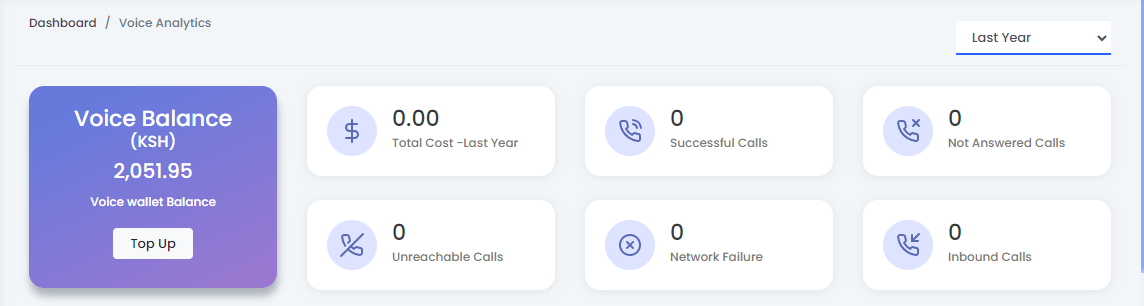 Dashboard / Voice Analytics
Last Year
Voice Balance
(KSH)
2,051.95
Voice wallet Balance
Top Up
0.00
Total Cost -Last Year
0
Successful Calls
0
Not Answered Calls
0
Unreachable Calls
0
Network Failure
0
Inbound Calls